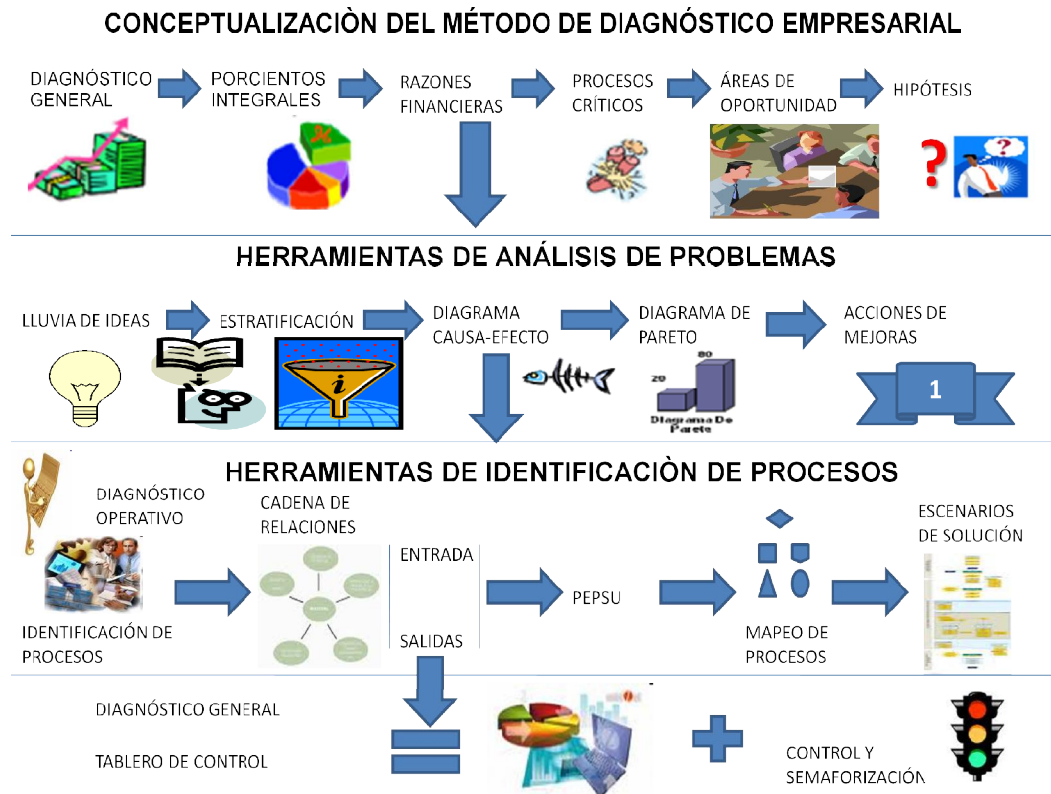 CONCEPTUALIZACIÒN DEL MÉTODO DE DIAGNÓSTICO EMPRESARIAL
DIAGNÓSTICO
GENERAL
PORCIENTOS
INTEGRALES
RAZONES
FINANCIERAS
PROCESOS
CRÍTICOS
ÁREAS DE
OPORTUNIDAD
HIPÓTESIS
%
?
?
HERRAMIENTAS DE ANÁLISIS DE PROBLEMAS
LLUVIA DE IDEAS
ESTRATIFICACIÓN
DIAGRAMA
CAUSA-EFECTO
DIAGRAMA DE
PARETO
ACCIONES DE
MEJORAS
i
20
80
Diagrama De
Pareto
1
HERRAMIENTAS DE IDENTIFICACIÒN DE PROCESOS
DIAGNÓSTICO
OPERATIVO
IDENTIFICACIÓN DE
PROCESOS
CADENA DE
RELACIONES
ENTRADA
SALIDAS
PEPSU
MAPEO DE
PROCESOS
ESCENARIOS
DE SOLUCIÓN
DIAGNÓSTICO GENERAL
TABLERO DE CONTROL
CONTROL Y
SEMAFORIZACIÓN